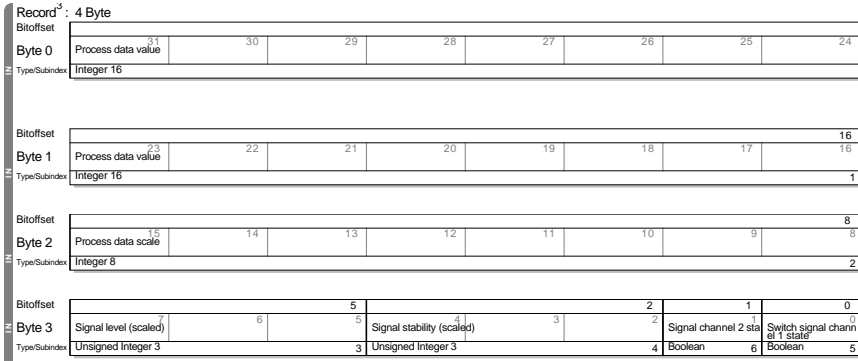 Record3 : 4 Byte
Bitoffset
31 30 29 28 27 26 25 24
Byte 0 Process data value
Type/Subindex Integer 16
IN
Bitoffset 16
23 22 21 20 19 18 17 16
Byte 1 Process data value
Type/Subindex Integer 16 1
IN
Bitoffset 8
15 14 13 12 11 10 9 8
Byte 2 Process data scale
Type/Subindex Integer 8 2
IN
Bitoffset 5 2 1 0
7 6 5 4 3 2 1 0
Byte 3 Signal level (scaled) Signal stability (scaled) Signal channel 2 sta Switch signal chann
el 1 state
Type/Subindex Unsigned Integer 3 3 Unsigned Integer 3 4 Boolean 6 Boolean 5
IN